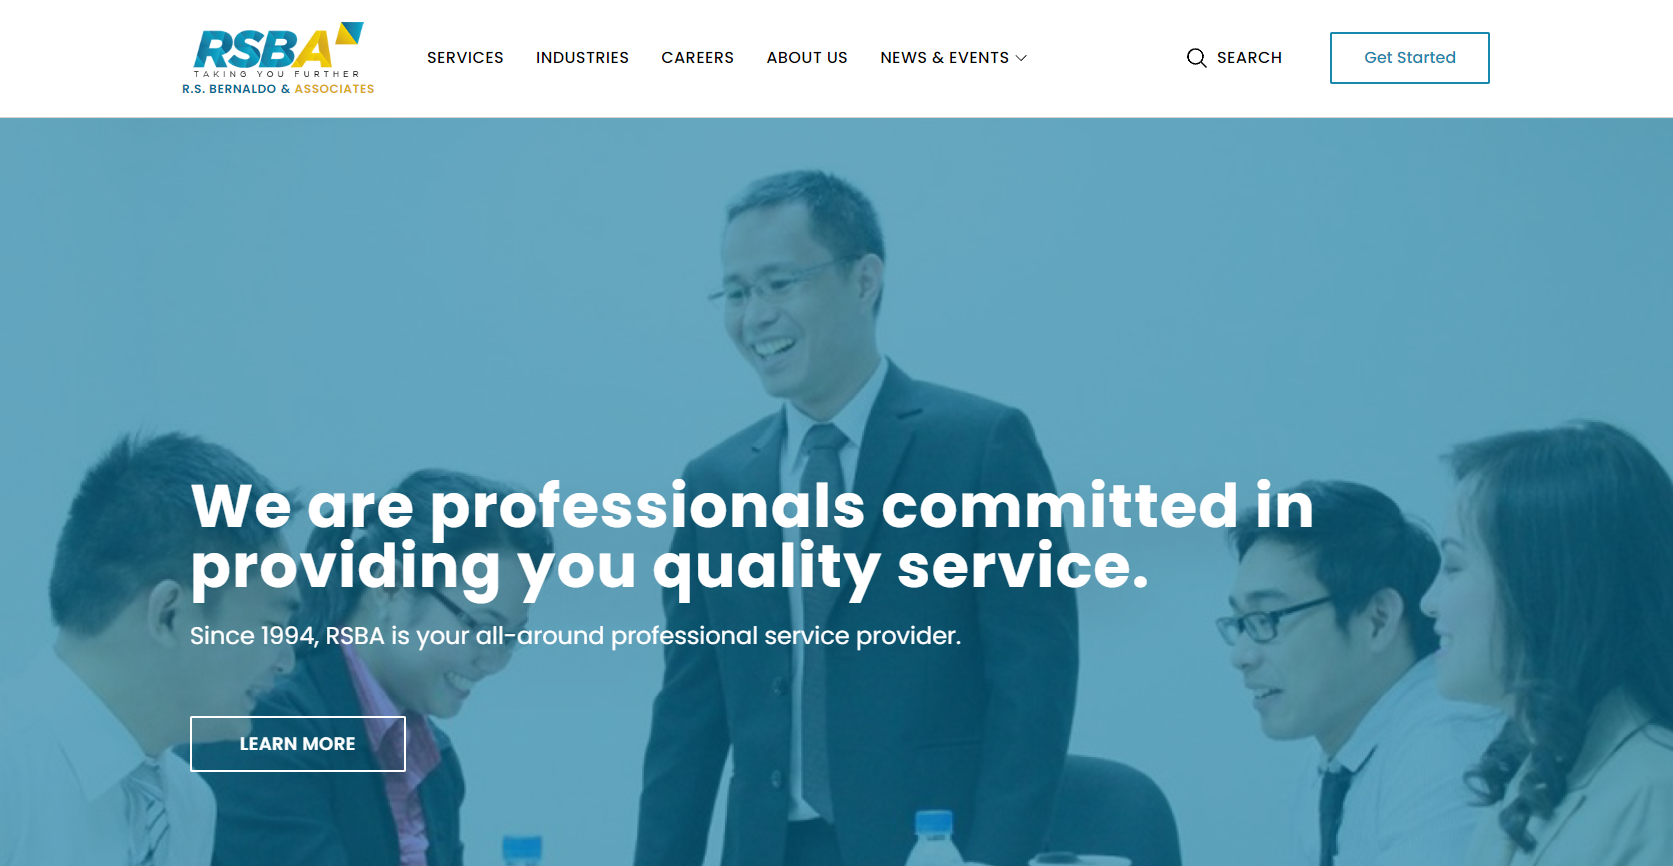 RSBA
TAKING YOU FURTHER
R.S. BERNALDO & ASSOCIATES
SERVICES
INDUSTRIES
CAREERS
ABOUT US
NEWS & EVENTS
SEARCH
Get Started
We are professionals committed in
providing you quality service.
Since 1994, RSBA is your all-around professional service provider.
LEARN MORE